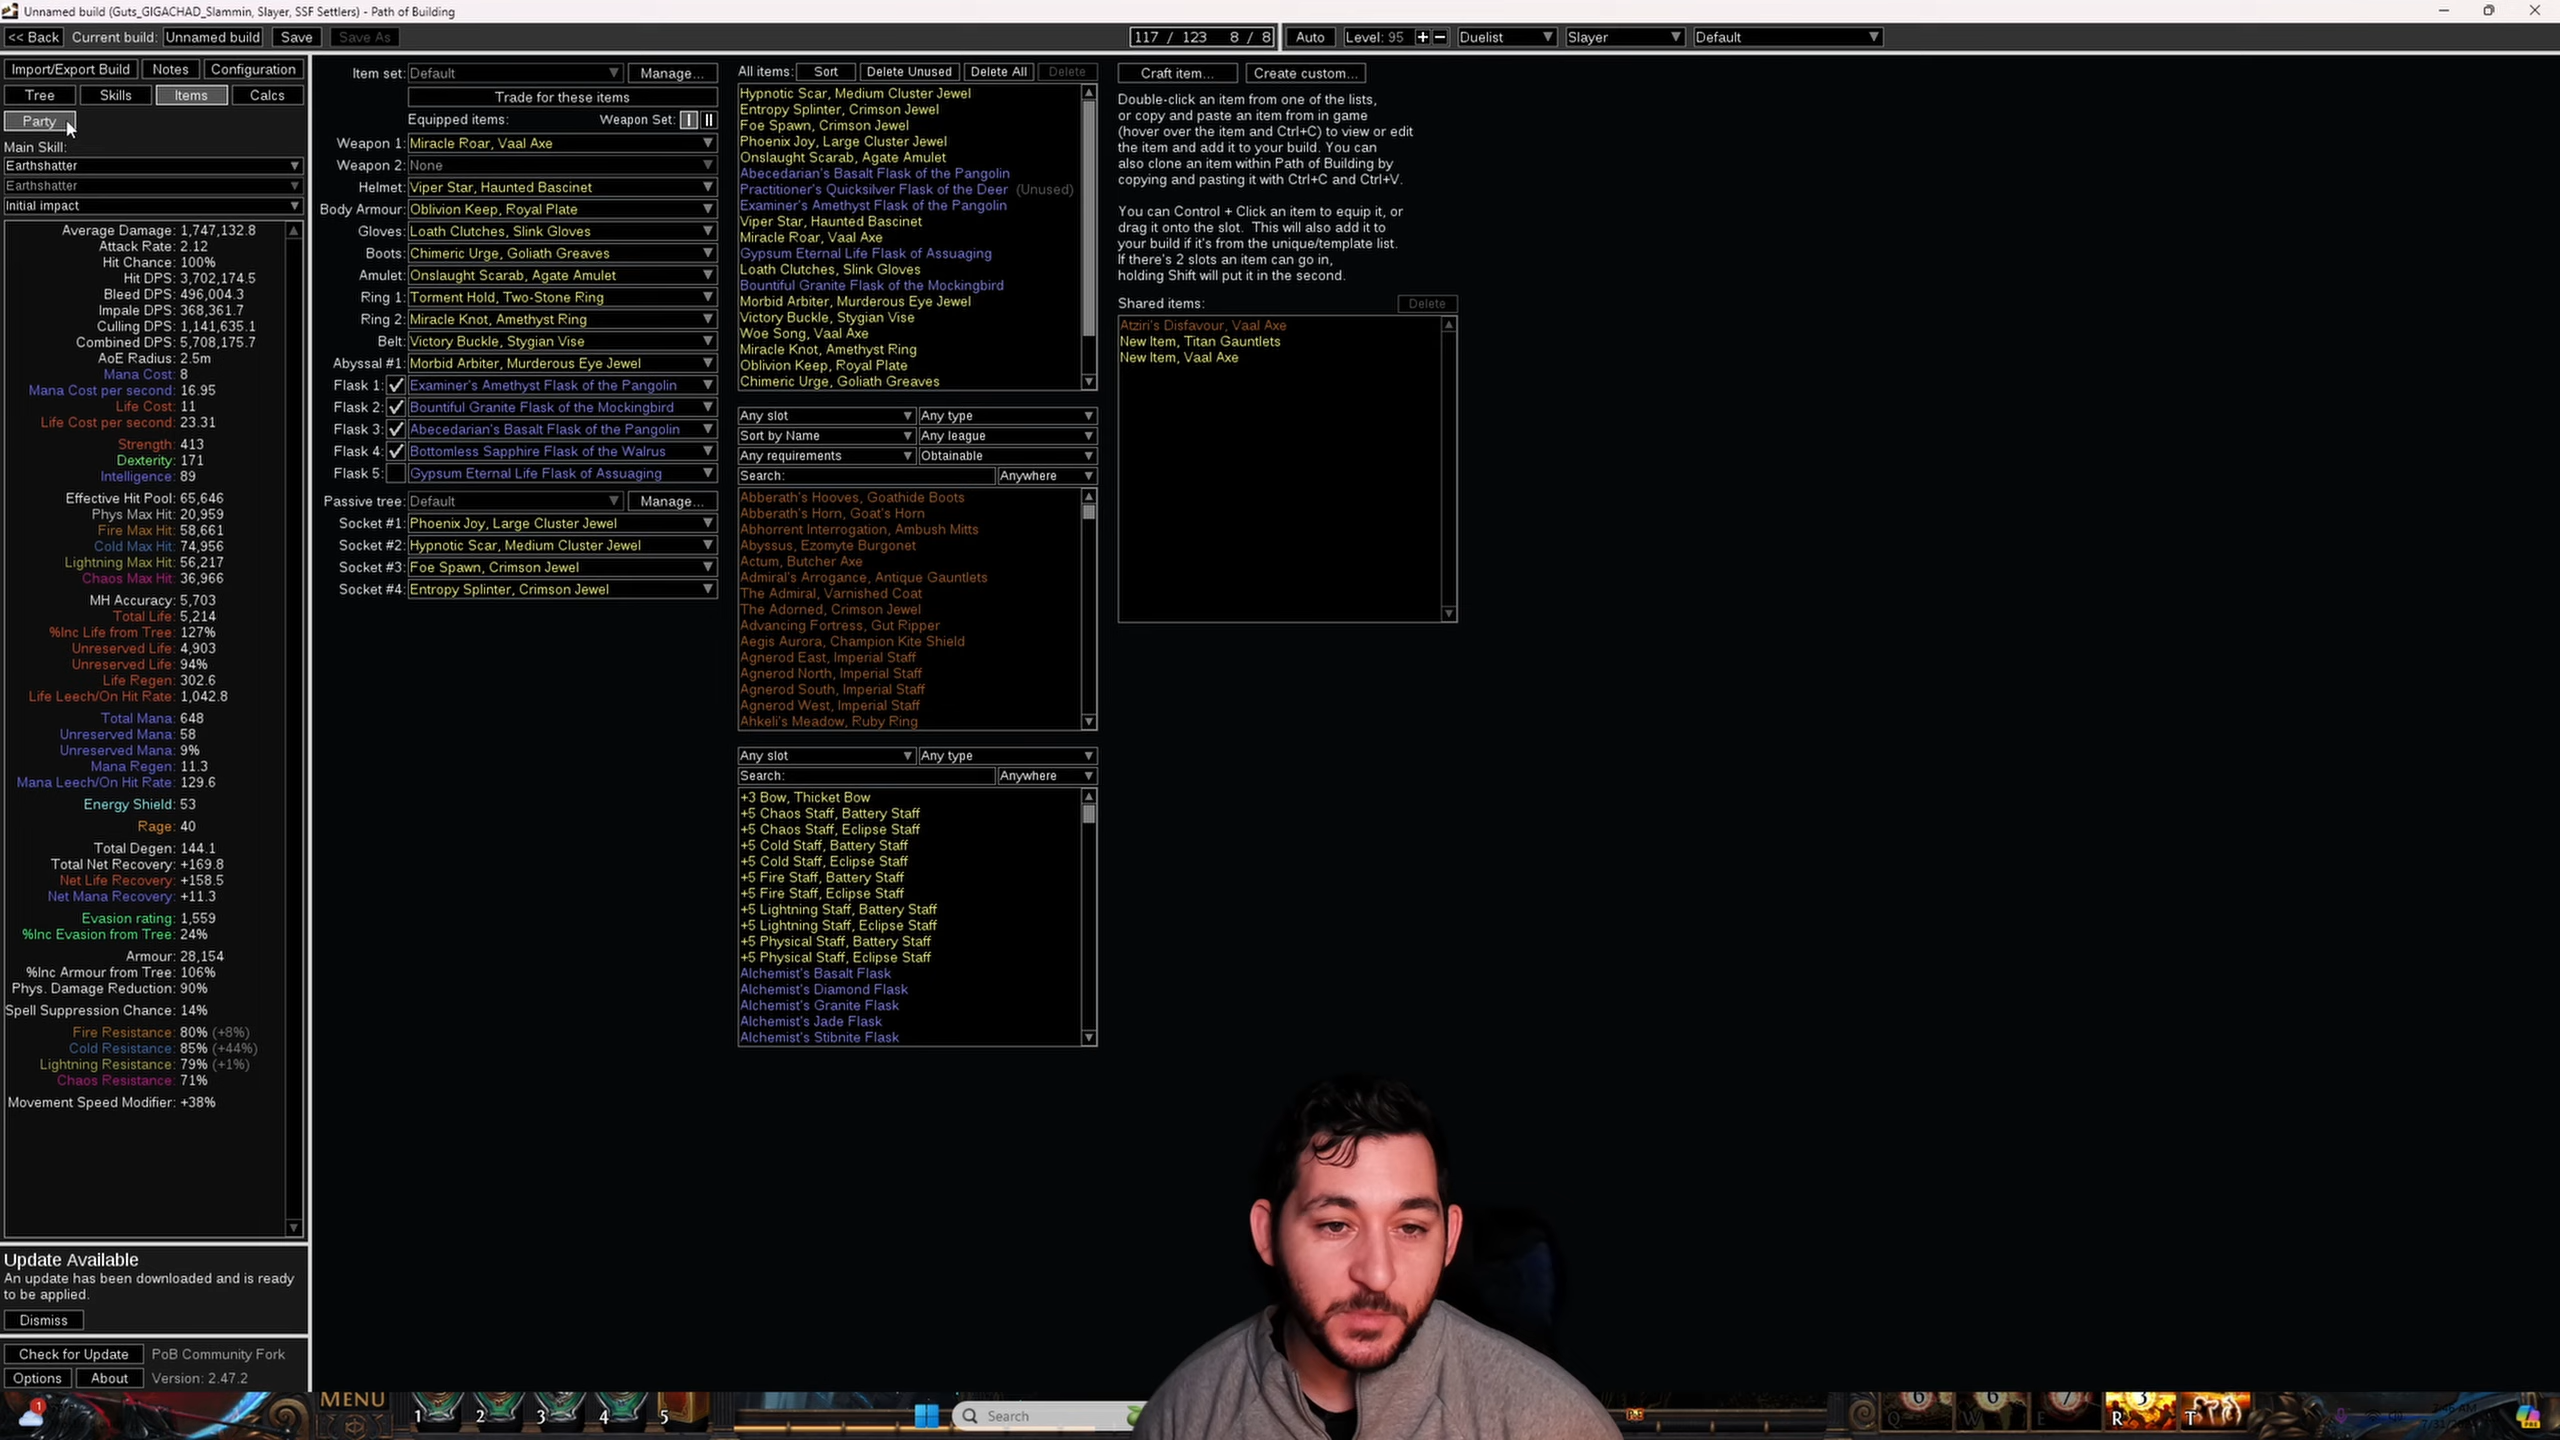 Unnamed build (Guts_GIGACHAD_Slammin, Slayer, SSF Settlers) - Path of Building
<< Back Current build: Unnamed build Save Save As 117 / 123 8 / 8 Auto Level: 95 + - Duelist Slayer Default
Import/Export Build Notes Configuration
Tree Skills Items Calcs
Party
Main Skill:
Earthshatter
Earthshatter
Initial impact
Average Damage: 1,747,132.8
Attack Rate: 2.12
Hit Chance: 100%
Hit DPS: 3,702,174.5
Bleed DPS: 496,004.3
Impale DPS: 368,361.7
Culling DPS: 1,141,635.1
Combined DPS: 5,708,175.7
AoE Radius: 2.5m
Mana Cost: 8
Mana Cost per second: 16.95
Life Cost: 11
Life Cost per second: 23.31
Strength: 413
Dexterity: 171
Intelligence: 89
Effective Hit Pool: 65,646
Phys Max Hit: 20,959
Fire Max Hit: 58,661
Cold Max Hit: 74,956
Lightning Max Hit: 56,217
Chaos Max Hit: 36,966
MH Accuracy: 5,703
Total Life: 5,214
%Inc Life from Tree: 127%
Unreserved Life: 4,903
Unreserved Life: 94%
Life Regen: 302.6
Life Leech/On Hit Rate: 1,042.8
Total Mana: 648
Unreserved Mana: 58
Unreserved Mana: 9%
Mana Regen: 11.3
Mana Leech/On Hit Rate: 129.6
Energy Shield: 53
Rage: 40
Total Degen: 144.1
Total Net Recovery: +169.8
Net Life Recovery: +158.5
Net Mana Recovery: +11.3
Evasion rating: 1,559
%Inc Evasion from Tree: 24%
Armour: 28,154
%Inc Armour from Tree: 106%
Phys. Damage Reduction: 90%
Spell Suppression Chance: 14%
Fire Resistance: 80% (+8%)
Cold Resistance: 85% (+44%)
Lightning Resistance: 79% (+1%)
Chaos Resistance: 71%
Movement Speed Modifier: +38%
Update Available
An update has been downloaded and is ready
to be applied.
Dismiss
Check for Update PoB Community Fork
Options About Version: 2.47.2
Item set: Default Manage...
Trade for these items
Equipped items: Weapon Set: I II
Weapon 1: Miracle Roar, Vaal Axe
Weapon 2: None
Helmet: Viper Star, Haunted Bascinet
Body Armour: Oblivion Keep, Royal Plate
Gloves: Loath Clutches, Slink Gloves
Boots: Chimeric Urge, Goliath Greaves
Amulet: Onslaught Scarab, Agate Amulet
Ring 1: Torment Hold, Two-Stone Ring
Ring 2: Miracle Knot, Amethyst Ring
Belt: Victory Buckle, Stygian Vise
Abyssal #1: Morbid Arbiter, Murderous Eye Jewel
Flask 1: Examiner's Amethyst Flask of the Pangolin
Flask 2: Bountiful Granite Flask of the Mockingbird
Flask 3: Abecedarian's Basalt Flask of the Pangolin
Flask 4: Bottomless Sapphire Flask of the Walrus
Flask 5: Gypsum Eternal Life Flask of Assuaging
Passive tree: Default Manage...
Socket #1: Phoenix Joy, Large Cluster Jewel
Socket #2: Hypnotic Scar, Medium Cluster Jewel
Socket #3: Foe Spawn, Crimson Jewel
Socket #4: Entropy Splinter, Crimson Jewel
All items: Sort Delete Unused Delete All Delete
Hypnotic Scar, Medium Cluster Jewel
Entropy Splinter, Crimson Jewel
Foe Spawn, Crimson Jewel
Phoenix Joy, Large Cluster Jewel
Onslaught Scarab, Agate Amulet
Abecedarian's Basalt Flask of the Pangolin
Practitioner's Quicksilver Flask of the Deer (Unused)
Examiner's Amethyst Flask of the Pangolin
Viper Star, Haunted Bascinet
Miracle Roar, Vaal Axe
Gypsum Eternal Life Flask of Assuaging
Loath Clutches, Slink Gloves
Bountiful Granite Flask of the Mockingbird
Morbid Arbiter, Murderous Eye Jewel
Victory Buckle, Stygian Vise
Woe Song, Vaal Axe
Miracle Knot, Amethyst Ring
Oblivion Keep, Royal Plate
Chimeric Urge, Goliath Greaves
Any slot Any type
Sort by Name Any league
Any requirements Obtainable
Search: Anywhere
Abberath's Hooves, Goathide Boots
Abberath's Horn, Goat's Horn
Abhorrent Interrogation, Ambush Mitts
Abyssus, Ezomyte Burgonet
Actum, Butcher Axe
Admiral's Arrogance, Antique Gauntlets
The Admiral, Varnished Coat
The Adorned, Crimson Jewel
Advancing Fortress, Gut Ripper
Aegis Aurora, Champion Kite Shield
Agnerod East, Imperial Staff
Agnerod North, Imperial Staff
Agnerod South, Imperial Staff
Agnerod West, Imperial Staff
Ahkeli's Meadow, Ruby Ring
Any slot Any type
Search: Anywhere
+3 Bow, Thicket Bow
+5 Chaos Staff, Battery Staff
+5 Chaos Staff, Eclipse Staff
+5 Cold Staff, Battery Staff
+5 Cold Staff, Eclipse Staff
+5 Fire Staff, Battery Staff
+5 Fire Staff, Eclipse Staff
+5 Lightning Staff, Battery Staff
+5 Lightning Staff, Eclipse Staff
+5 Physical Staff, Battery Staff
+5 Physical Staff, Eclipse Staff
Alchemist's Basalt Flask
Alchemist's Diamond Flask
Alchemist's Granite Flask
Alchemist's Jade Flask
Alchemist's Stibnite Flask
Craft item... Create custom...
Double-click an item from one of the lists,
or copy and paste an item from in game
(hover over the item and Ctrl+C) to view or edit
the item and add it to your build. You can
also clone an item within Path of Building by
copying and pasting it with Ctrl+C and Ctrl+V.
You can Control + Click an item to equip it, or
drag it onto the slot. This will also add it to
your build if it's from the unique/template list.
If there's 2 slots an item can go in,
holding Shift will put it in the second.
Shared items: Delete
Atziri's Disfavour, Vaal Axe
New Item, Titan Gauntlets
New Item, Vaal Axe
MENU
1 2 3 4 5
Search
6 6 7 3
Q W E R T